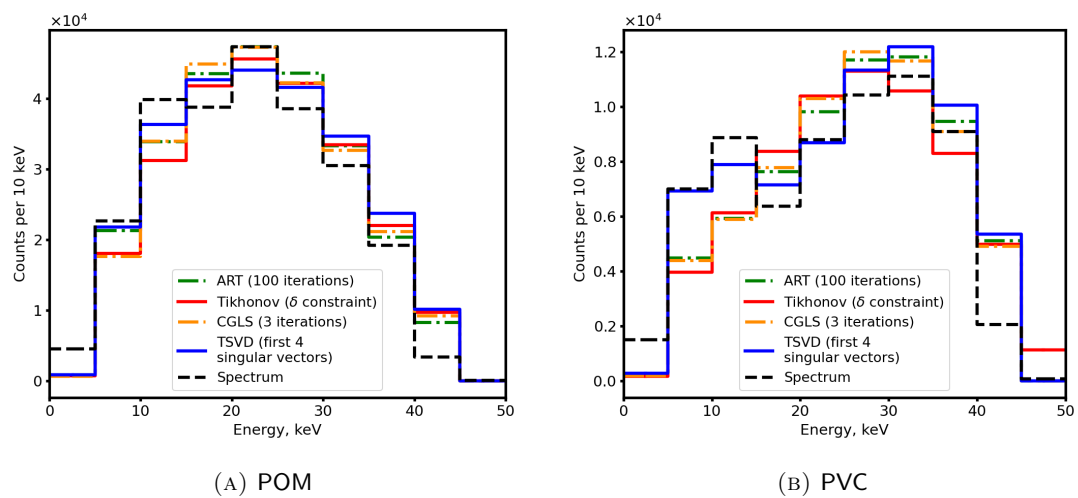 ×10⁴
Counts per 10 keV
4
3
2
1
0
ART (100 iterations)
Tikhonov (δ constraint)
CGLS (3 iterations)
TSVD (first 4
singular vectors)
Spectrum
0 10 20 30 40 50
Energy, keV
(A) POM
×10⁴
Counts per 10 keV
1.2
1.0
0.8
0.6
0.4
0.2
0.0
ART (100 iterations)
Tikhonov (δ constraint)
CGLS (3 iterations)
TSVD (first 4
singular vectors)
Spectrum
0 10 20 30 40 50
Energy, keV
(B) PVC